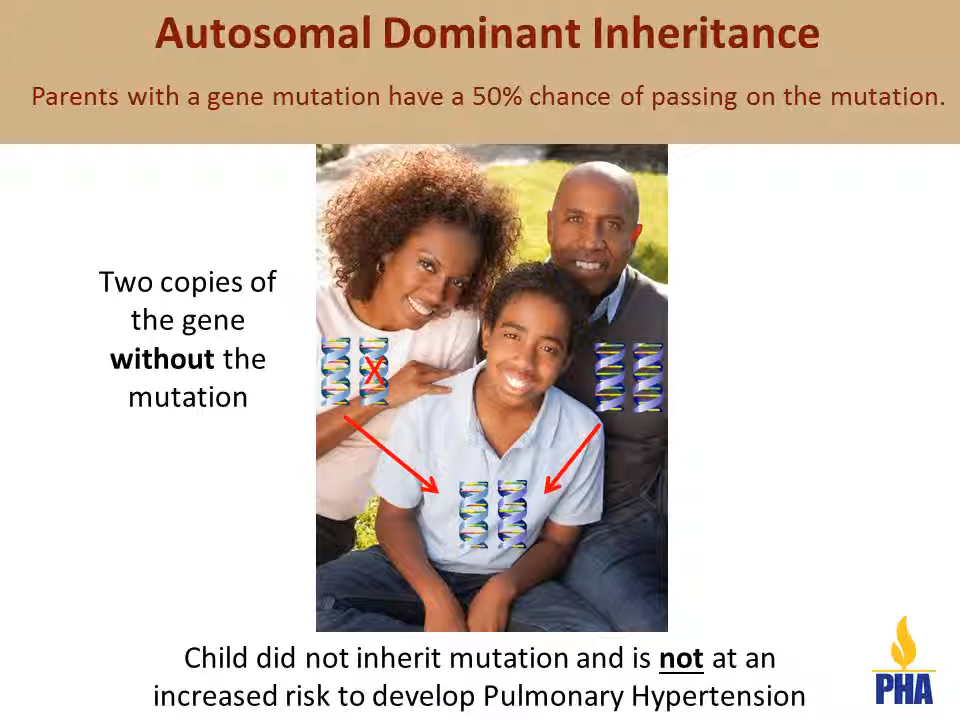 Autosomal Dominant Inheritance
Parents with a gene mutation have a 50% chance of passing on the mutation.
Two copies of
the gene
without the
mutation
X
Child did not inherit mutation and is not at an
increased risk to develop Pulmonary Hypertension
PHA